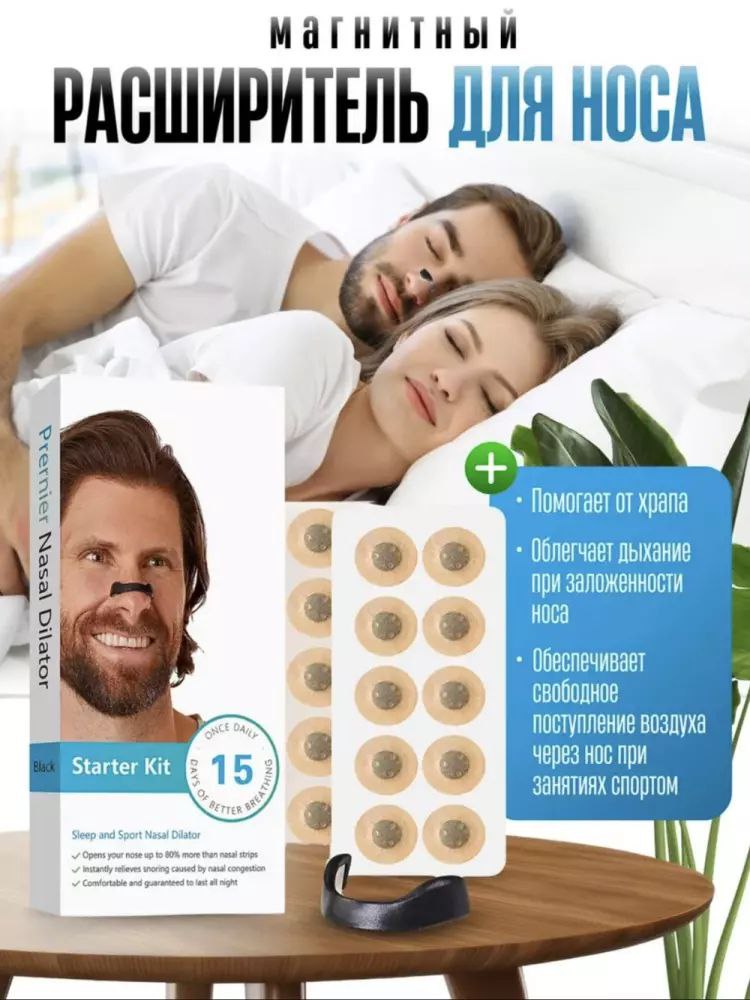 магнитный
РАСШИРИТЕЛЬ ДЛЯ НОСА
Помогает от храпа
Облегчает дыхание
при заложенности
носа
Обеспечивает
свободное
поступление воздуха
через нос при
занятиях спортом
Premier Nasal Dilator
Black
Starter Kit
ONCE DAILY
15
DAYS OF BETTER BREATHING
Sleep and Sport Nasal Dilator
Opens your nose up to 80% more than nasal strips
Instantly relieves snoring caused by nasal congestion
Comfortable and guaranteed to last all night